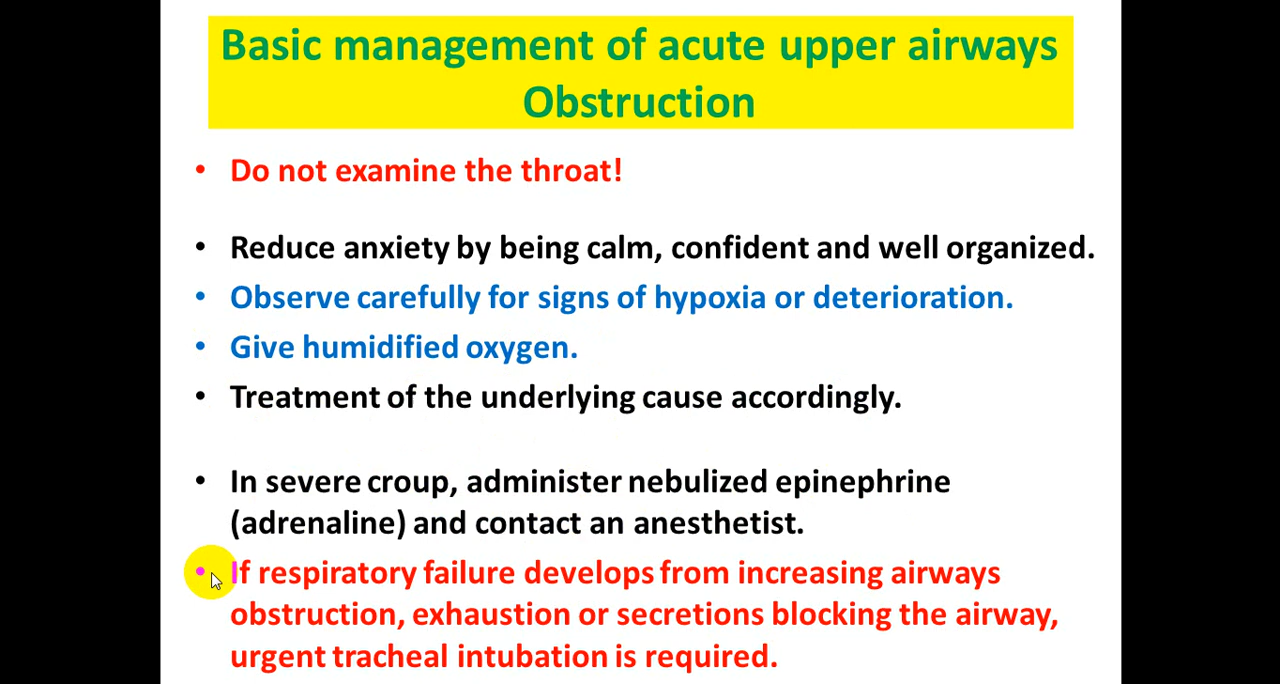 Basic management of acute upper airways
Obstruction
• Do not examine the throat!
• Reduce anxiety by being calm, confident and well organized.
• Observe carefully for signs of hypoxia or deterioration.
• Give humidified oxygen.
• Treatment of the underlying cause accordingly.
• In severe croup, administer nebulized epinephrine
(adrenaline) and contact an anesthetist.
• If respiratory failure develops from increasing airways
obstruction, exhaustion or secretions blocking the airway,
urgent tracheal intubation is required.